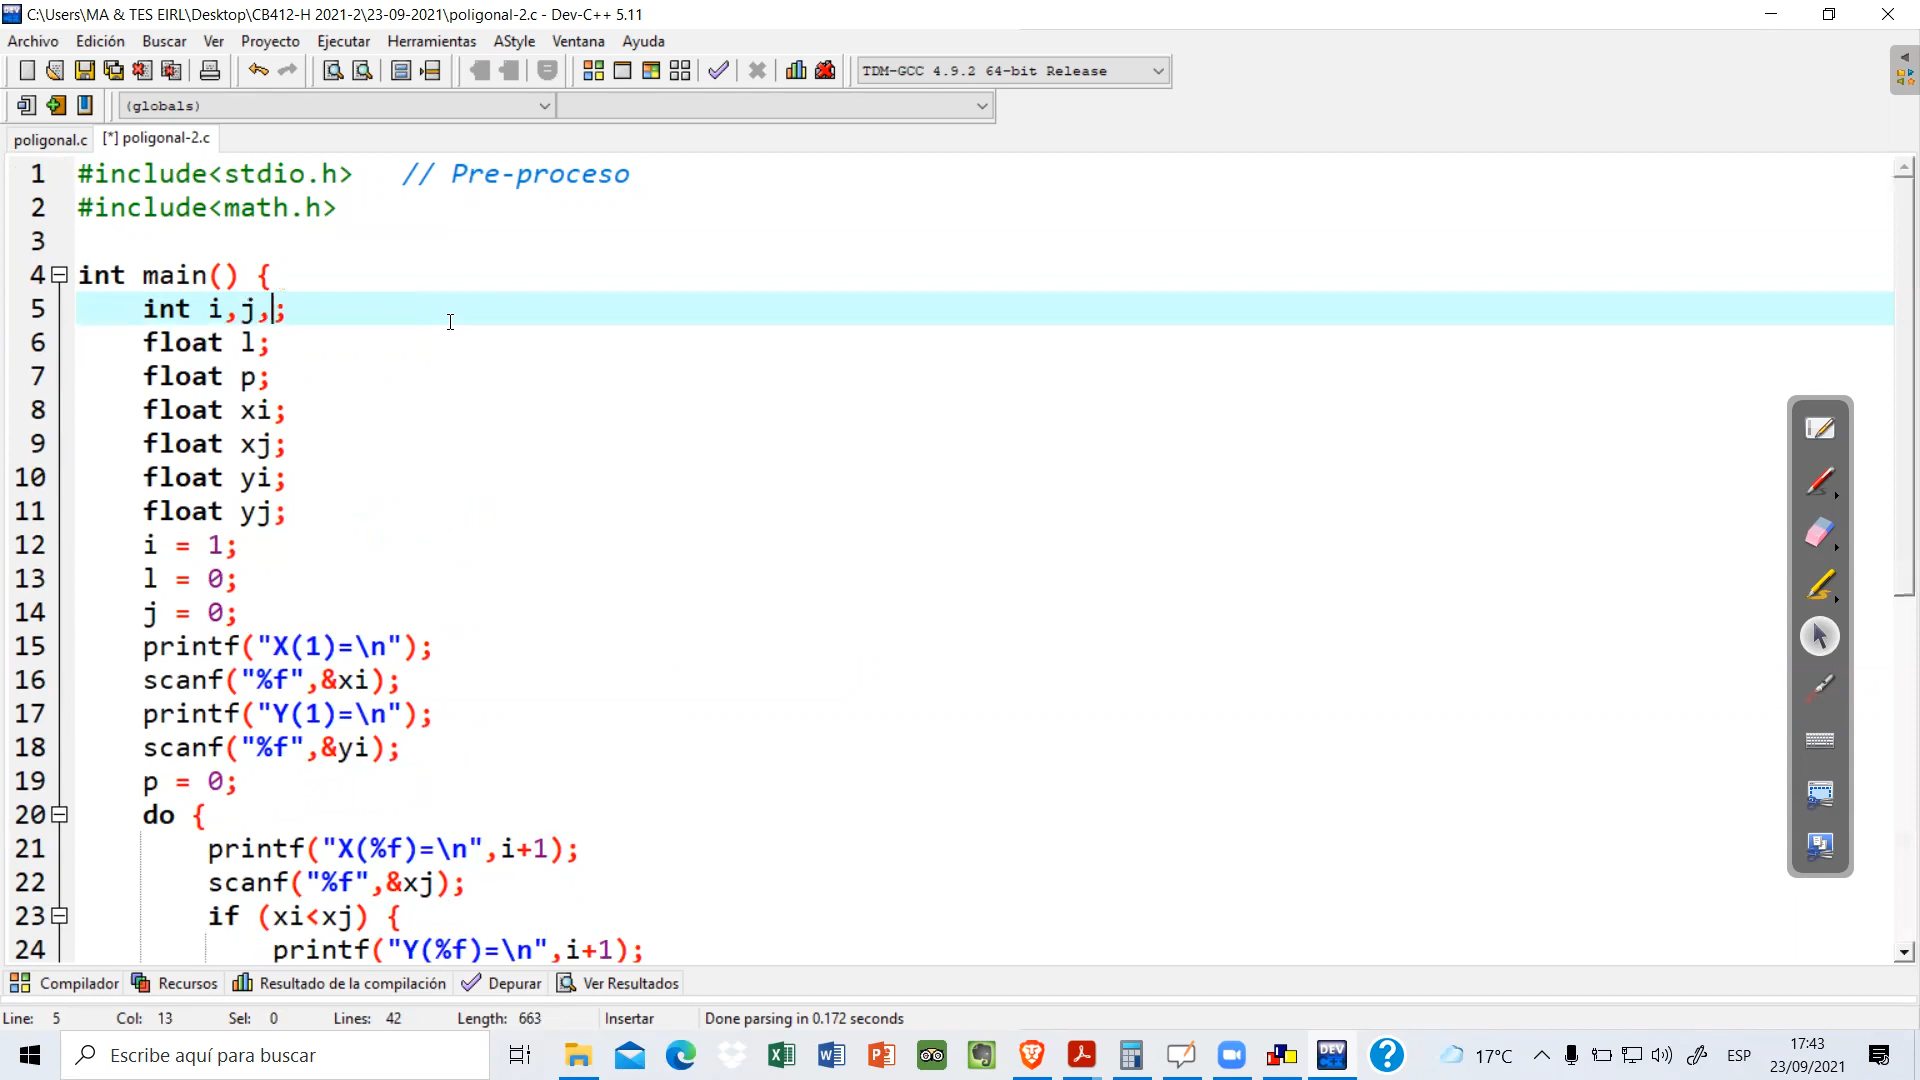 C:\Users\MA & TES EIRL\Desktop\CB412-H 2021-2\23-09-2021\poligonal-2.c - Dev-C++ 5.11
Archivo Edición Buscar Ver Proyecto Ejecutar Herramientas AStyle Ventana Ayuda
TDM-GCC 4.9.2 64-bit Release
(globals)
poligonal.c [*] poligonal-2.c
1 #include<stdio.h> // Pre-proceso
2 #include<math.h>
3
4 int main() {
5 int i,j,;
6 float l;
7 float p;
8 float xi;
9 float xj;
10 float yi;
11 float yj;
12 i = 1;
13 l = 0;
14 j = 0;
15 printf("X(1)=\n");
16 scanf("%f",&xi);
17 printf("Y(1)=\n");
18 scanf("%f",&yi);
19 p = 0;
20 do {
21 printf("X(%f)=\n",i+1);
22 scanf("%f",&xj);
23 if (xi<xj) {
24 printf("Y(%f)=\n",i+1);
Compilador Recursos Resultado de la compilación Depurar Ver Resultados
Line: 5 Col: 13 Sel: 0 Lines: 42 Length: 663 Insertar Done parsing in 0.172 seconds
Escribe aquí para buscar
DEV C++
17°C
ESP
17:43
23/09/2021